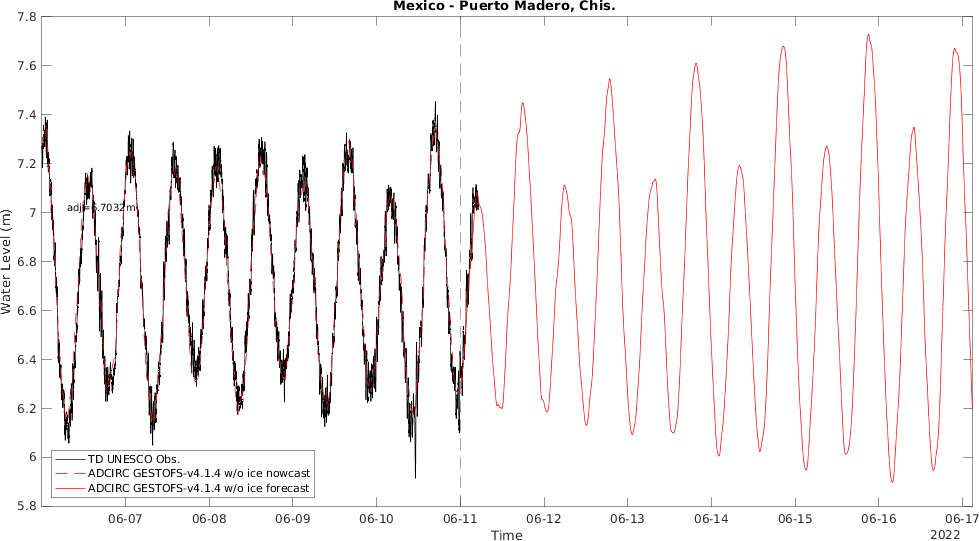 Mexico - Puerto Madero, Chis.
Water Level (m)
7.8
7.6
7.4
7.2
7
6.8
6.6
6.4
6.2
6
5.8
adj=6.7032m
TD UNESCO Obs.
ADCIRC GESTOFS-v4.1.4 w/o ice nowcast
ADCIRC GESTOFS-v4.1.4 w/o ice forecast
06-07 06-08 06-09 06-10 06-11 06-12 06-13 06-14 06-15 06-16 06-17
Time
2022